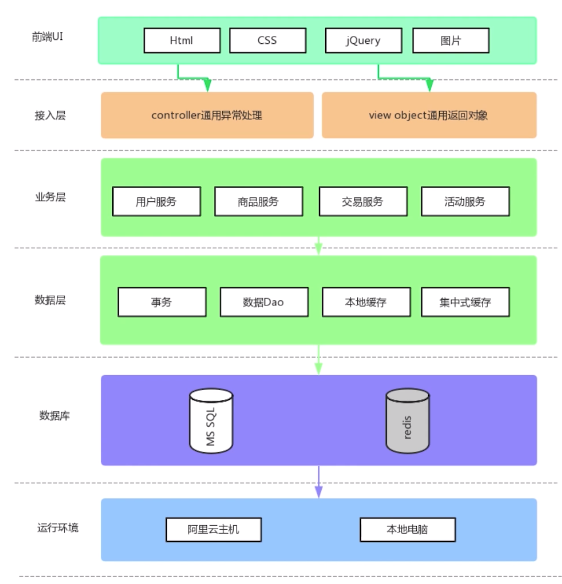 前端UI
Html
CSS
jQuery
图片
接入层
controller通用异常处理
view object通用返回对象
业务层
用户服务
商品服务
交易服务
活动服务
数据层
事务
数据Dao
本地缓存
集中式缓存
数据库
MS SQL
redis
运行环境
阿里云主机
本地电脑